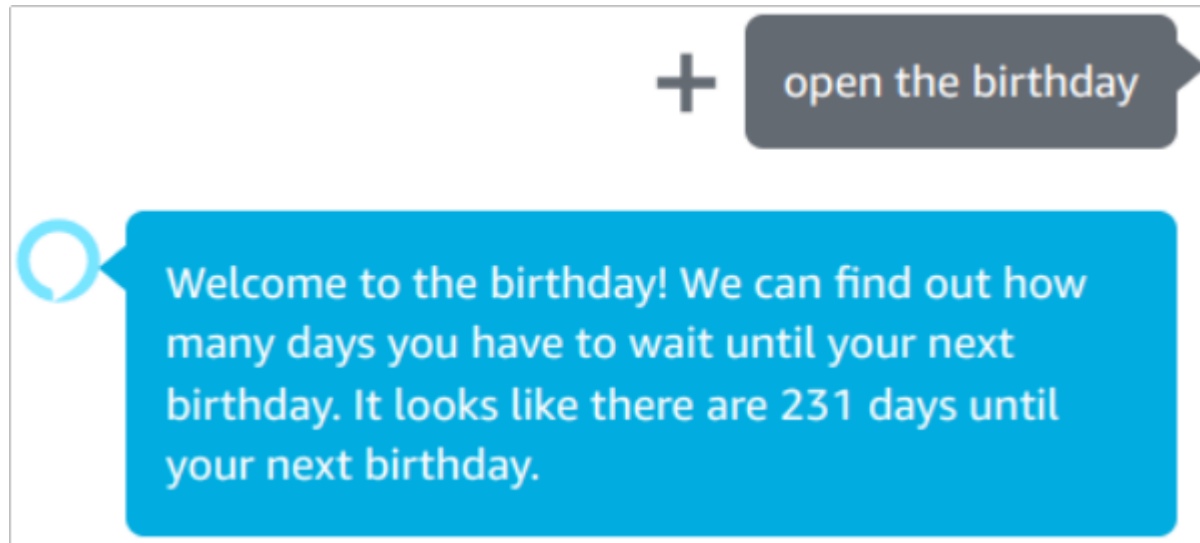 open the birthday
Welcome to the birthday! We can find out how
many days you have to wait until your next
birthday. It looks like there are 231 days until
your next birthday.